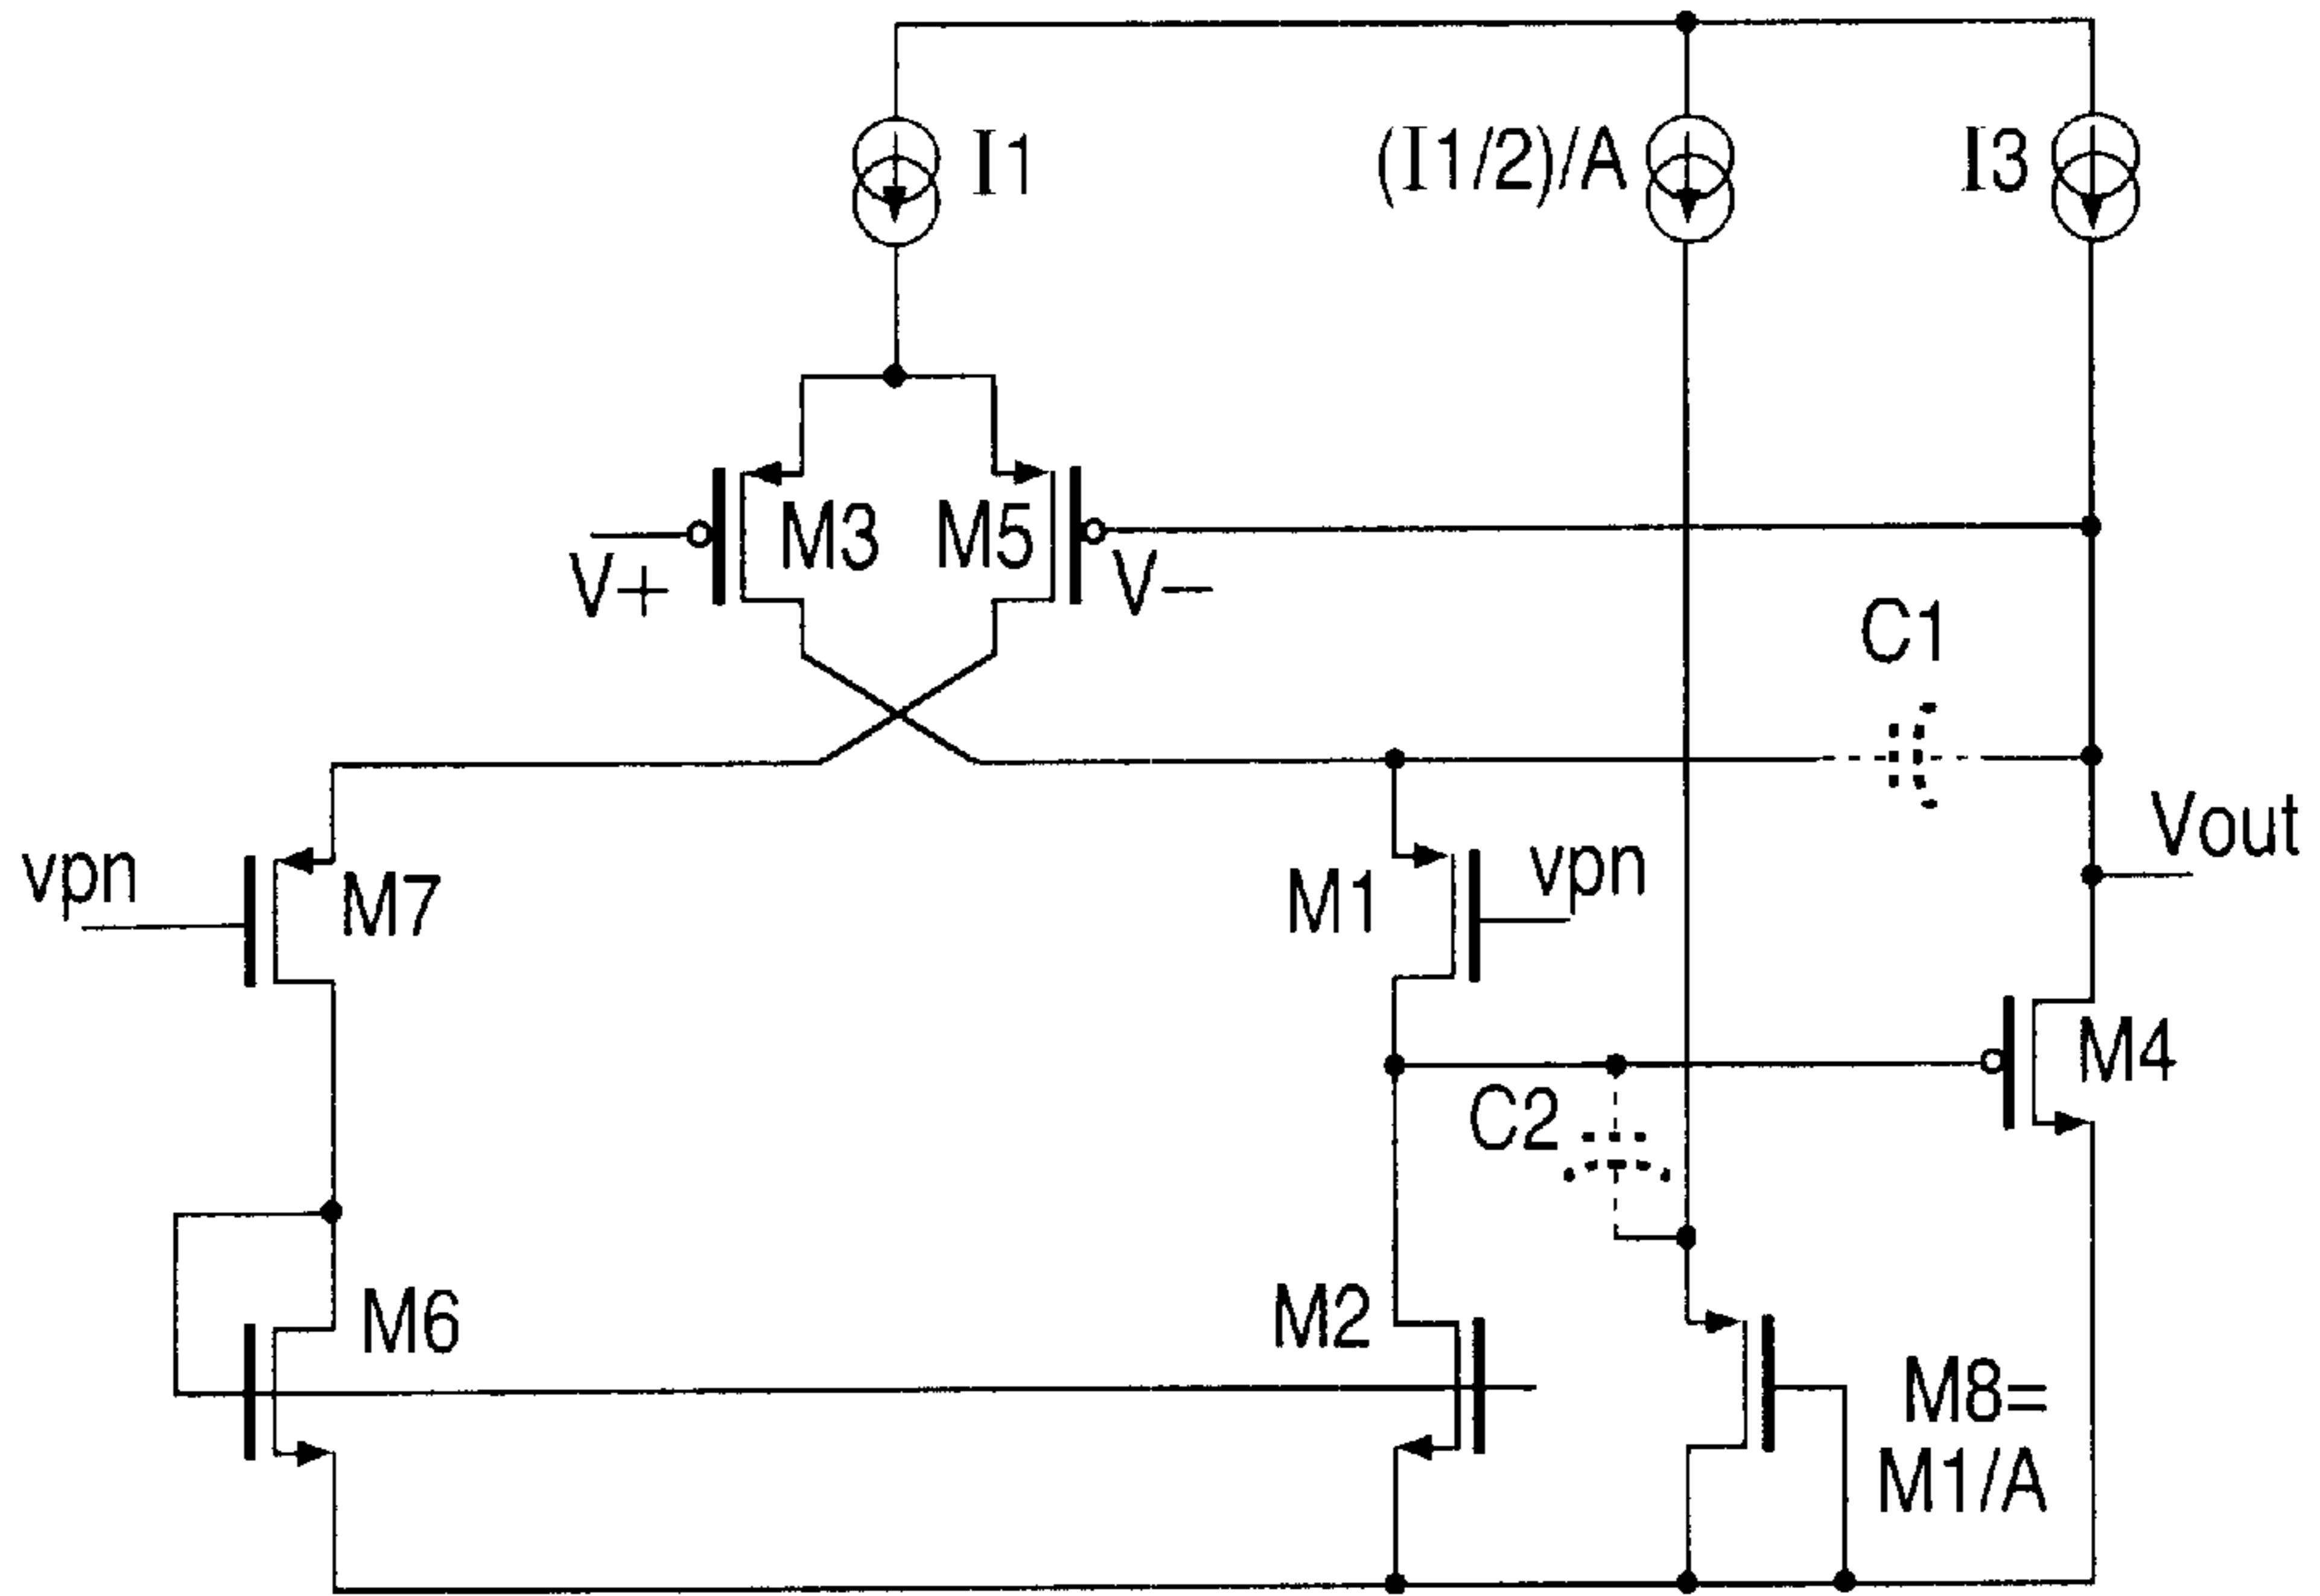 I1
(I1/2)/A
I3
M3
M5
V+
V−
C1
Vout
vpn
M7
M1
vpn
M4
C2
M6
M2
M8=
M1/A